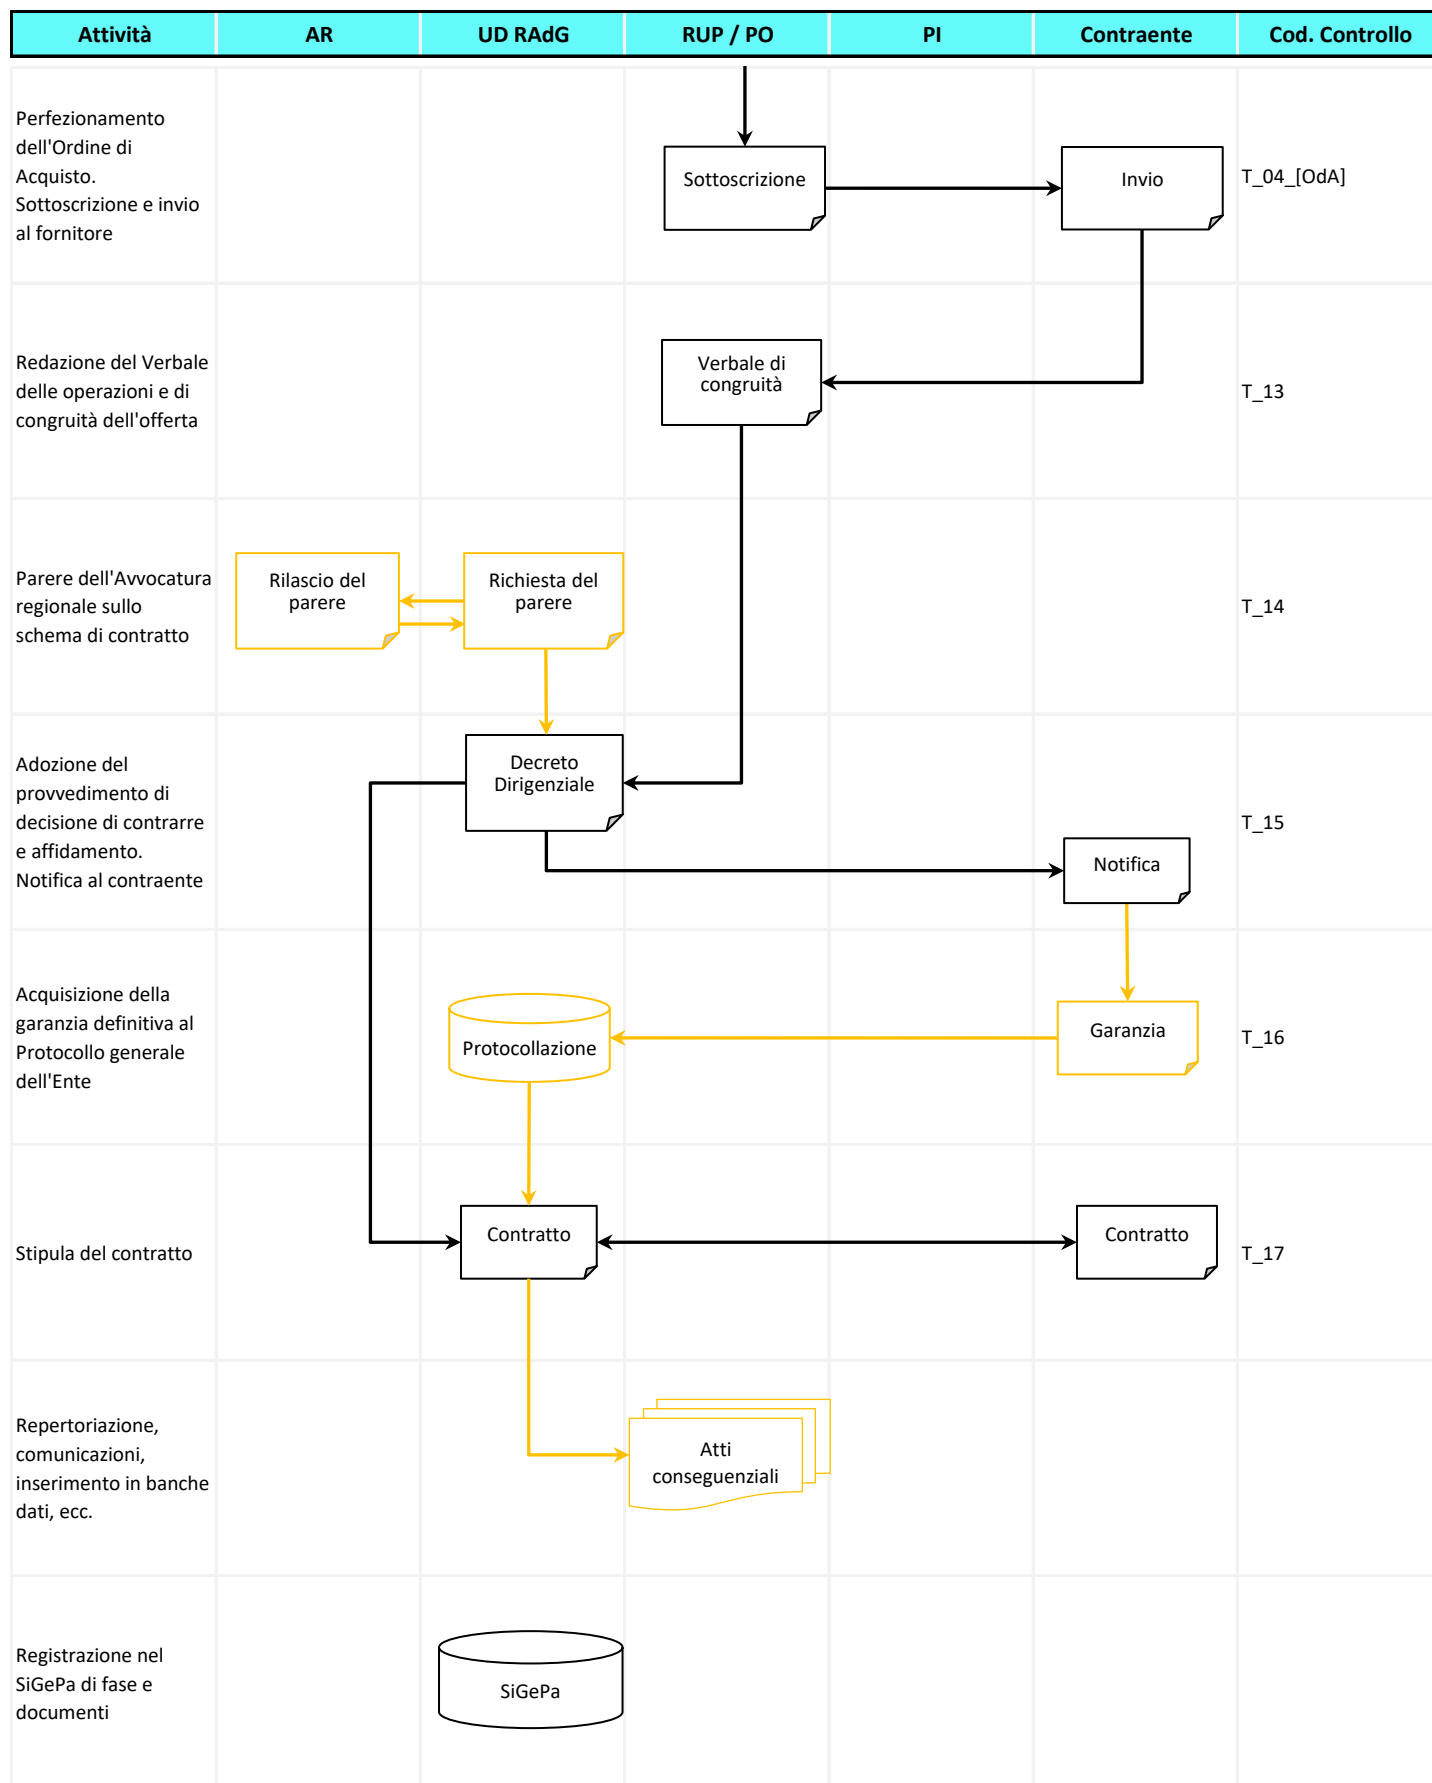 Attività AR UD RAdG RUP / PO PI Contraente Cod. Controllo
Perfezionamento
dell'Ordine di
Acquisto.
Sottoscrizione e invio
al fornitore
Sottoscrizione
Invio
T_04_[OdA]
Redazione del Verbale
delle operazioni e di
congruità dell'offerta
Verbale di
congruità
T_13
Parere dell'Avvocatura
regionale sullo
schema di contratto
Rilascio del
parere
Richiesta del
parere
T_14
Adozione del
provvedimento di
decisione di contrarre
e affidamento.
Notifica al contraente
Decreto
Dirigenziale
Notifica
T_15
Acquisizione della
garanzia definitiva al
Protocollo generale
dell'Ente
Protocollazione
Garanzia
T_16
Stipula del contratto
Contratto
Contratto
T_17
Repertoriazione,
comunicazioni,
inserimento in banche
dati, ecc.
Atti
conseguenziali
Registrazione nel
SiGePa di fase e
documenti
SiGePa